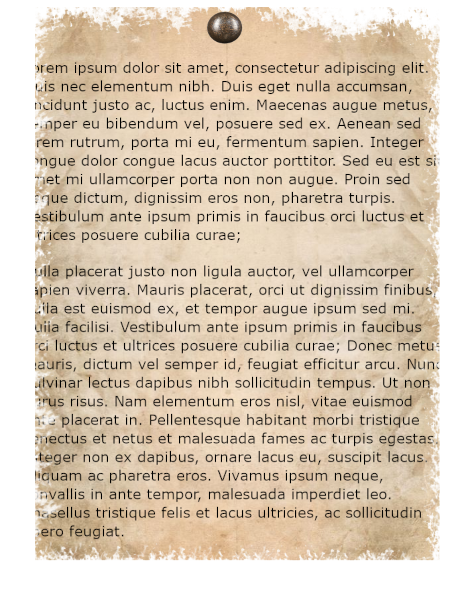 orem ipsum dolor sit amet, consectetur adipiscing elit.
uis nec elementum nibh. Duis eget nulla accumsan,
ncidunt justo ac, luctus enim. Maecenas augue metus,
mper eu bibendum vel, posuere sed ex. Aenean sed
rem rutrum, porta mi eu, fermentum sapien. Integer
ongue dolor congue lacus auctor porttitor. Sed eu est si
met mi ullamcorper porta non non augue. Proin sed
que dictum, dignissim eros non, pharetra turpis.
estibulum ante ipsum primis in faucibus orci luctus et
trices posuere cubilia curae;
ulla placerat justo non ligula auctor, vel ullamcorper
apien viverra. Mauris placerat, orci ut dignissim finibus,
ulla est euismod ex, et tempor augue ipsum sed mi.
ulla facilisi. Vestibulum ante ipsum primis in faucibus
rci luctus et ultrices posuere cubilia curae; Donec metus
auris, dictum vel semper id, feugiat efficitur arcu. Nunc
ulvinar lectus dapibus nibh sollicitudin tempus. Ut non
rus risus. Nam elementum eros nisl, vitae euismod
placerat in. Pellentesque habitant morbi tristique
enectus et netus et malesuada fames ac turpis egestas.
teger non ex dapibus, ornare lacus eu, suscipit lacus.
liquam ac pharetra eros. Vivamus ipsum neque,
nvallis in ante tempor, malesuada imperdiet leo.
hasellus tristique felis et lacus ultricies, ac sollicitudin
ero feugiat.